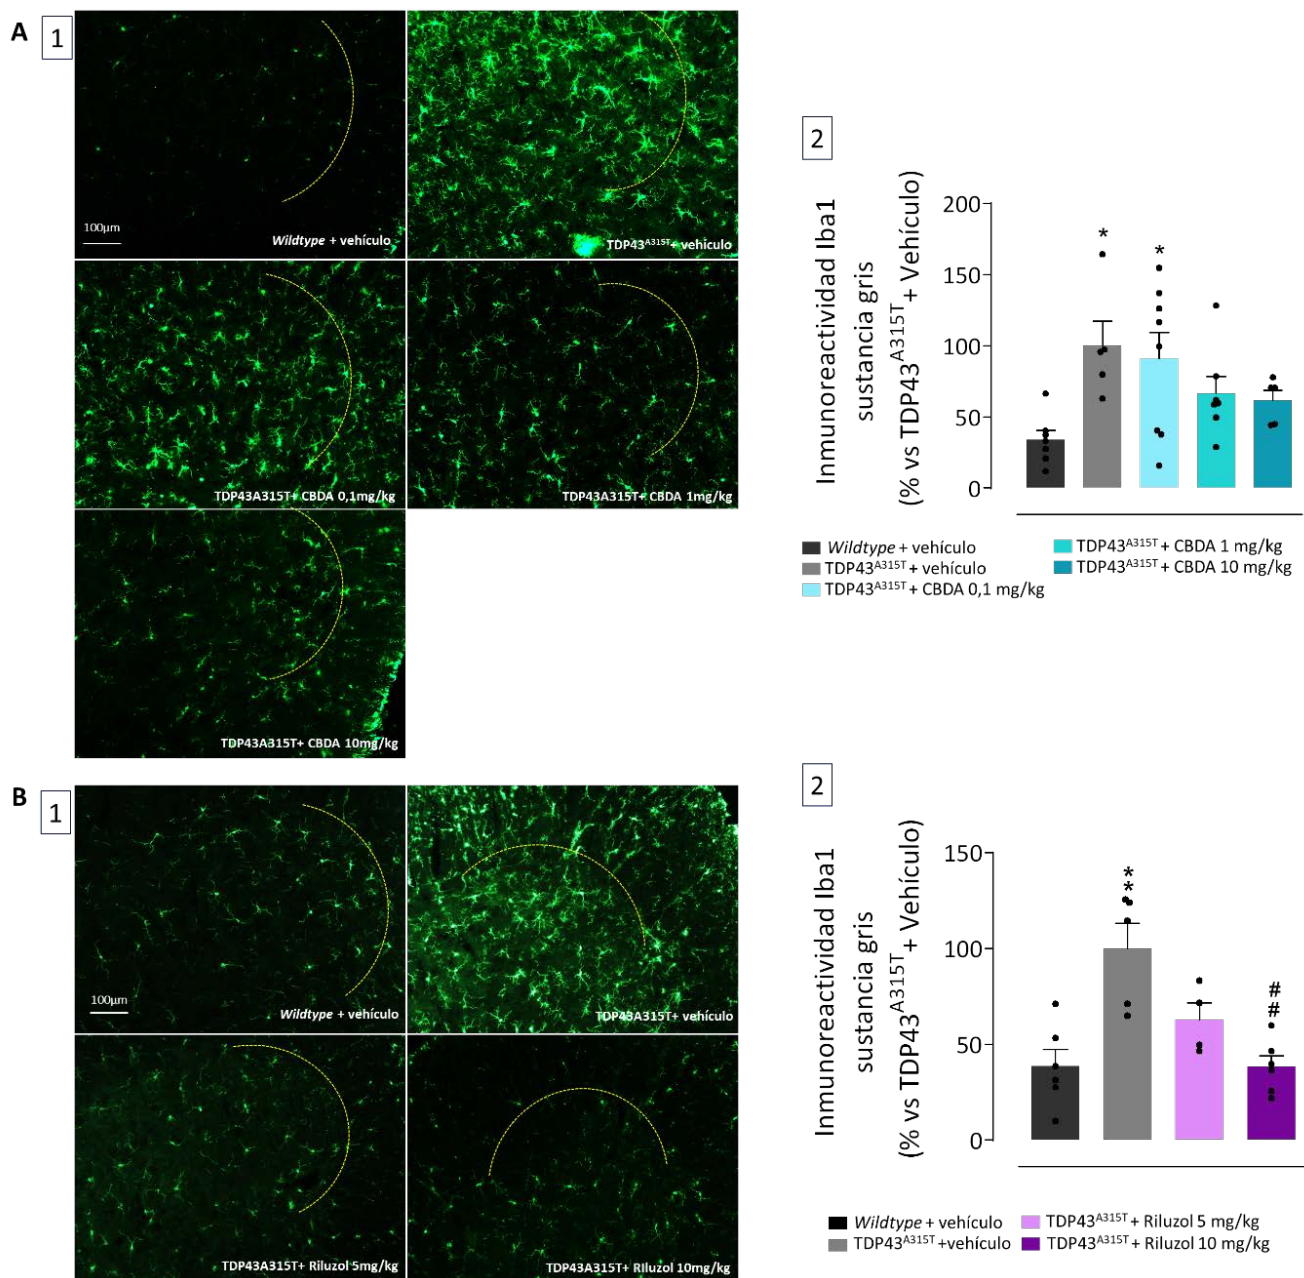 A
1
100µm
Wildtype + vehículo
TDP43ᴬ³¹⁵ᵀ+ vehículo
TDP43A315T+ CBDA 0,1mg/kg
TDP43A315T+ CBDA 1mg/kg
TDP43A315T+ CBDA 10mg/kg
2
Inmunoreactividad Iba1
sustancia gris
(% vs TDP43ᴬ³¹⁵ᵀ+ Vehículo)
200
150
100
50
0
*
*
Wildtype + vehículo
TDP43ᴬ³¹⁵ᵀ + vehículo
TDP43ᴬ³¹⁵ᵀ + CBDA 0,1 mg/kg
TDP43ᴬ³¹⁵ᵀ + CBDA 1 mg/kg
TDP43ᴬ³¹⁵ᵀ + CBDA 10 mg/kg
B
1
100µm
Wildtype + vehículo
TDP43A315T+ vehículo
TDP43A315T+ Riluzol 5mg/kg
TDP43A315T+ RIluzol 10mg/kg
2
Inmunoreactividad Iba1
sustancia gris
(% vs TDP43ᴬ³¹⁵ᵀ+ Vehículo)
150
100
50
0
*
*
#
#
Wildtype + vehículo
TDP43ᴬ³¹⁵ᵀ +vehículo
TDP43ᴬ³¹⁵ᵀ + Riluzol 5 mg/kg
TDP43ᴬ³¹⁵ᵀ + Riluzol 10 mg/kg